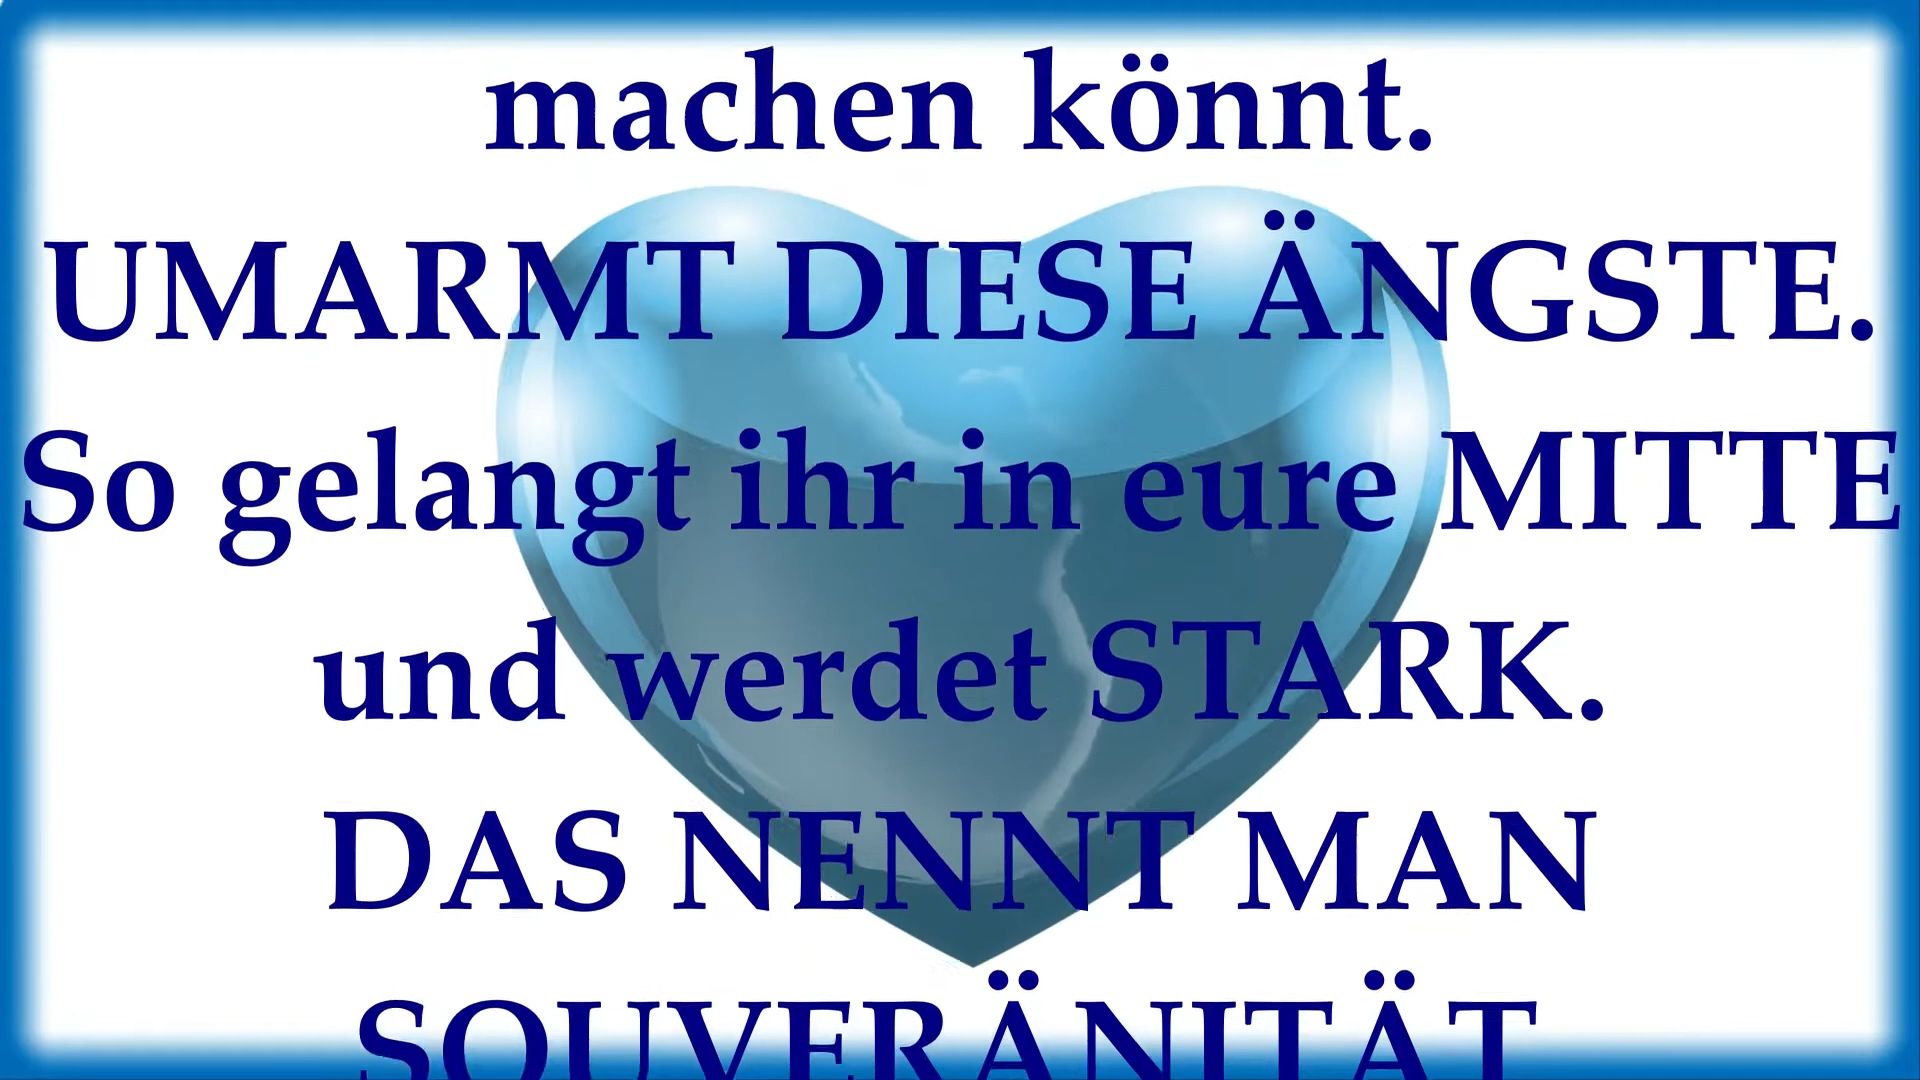 machen könnt.
UMARMT DIESE ÄNGSTE.
So gelangt ihr in eure MITTE
und werdet STARK.
DAS NENNT MAN
SOUVERÄNITÄT